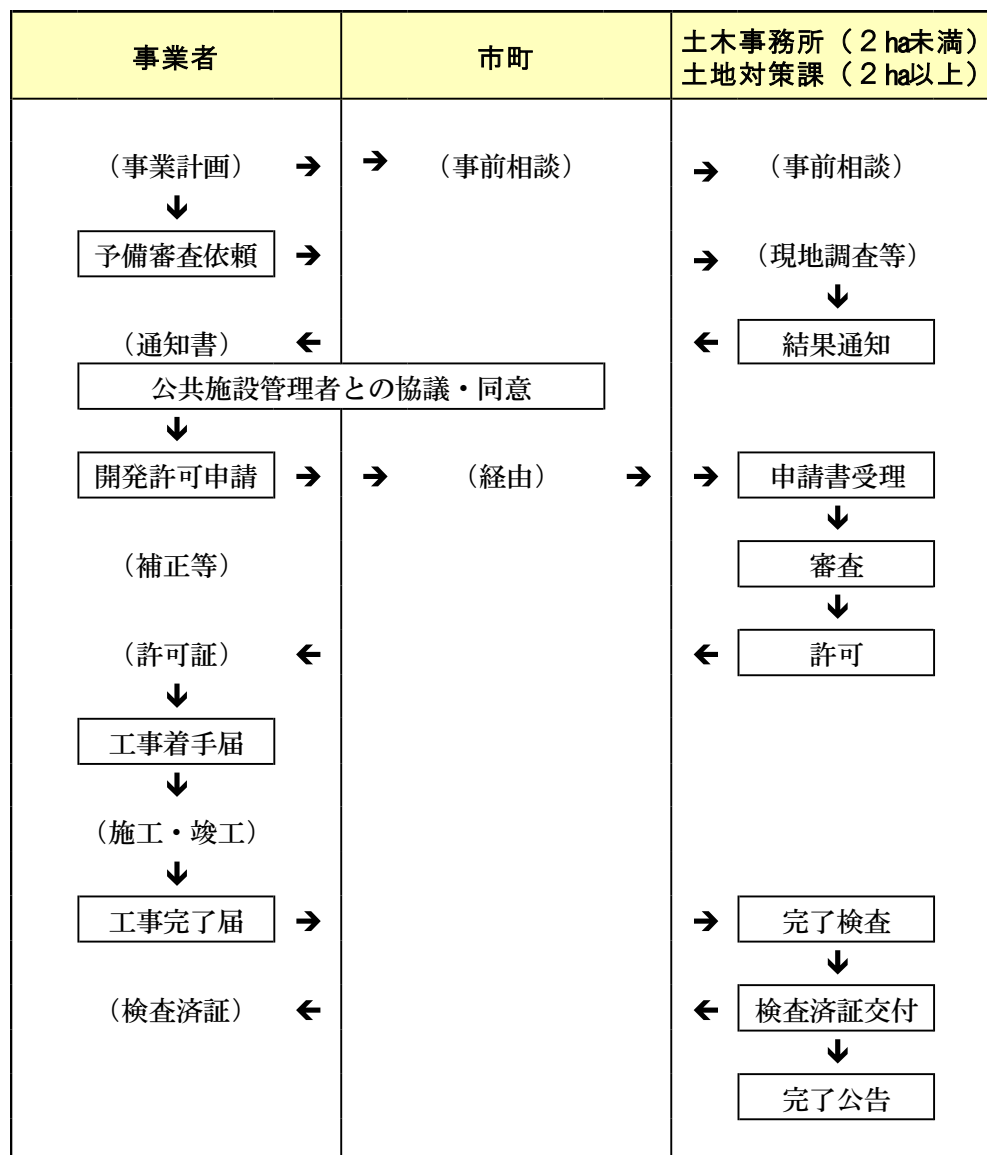 事業者 市町 土木事務所（２ha未満）
土地対策課（２ha以上）
（事業計画） → → （事前相談） → （事前相談）
↓
予備審査依頼 → → （現地調査等）
↓
（通知書） ← ← 結果通知
公共施設管理者との協議・同意
↓
開発許可申請 → → （経由） → → 申請書受理
↓
（補正等） 審査
↓
（許可証） ← ← 許可
↓
工事着手届
↓
（施工・竣工）
↓
工事完了届 → → 完了検査
↓
（検査済証） ← ← 検査済証交付
↓
完了公告